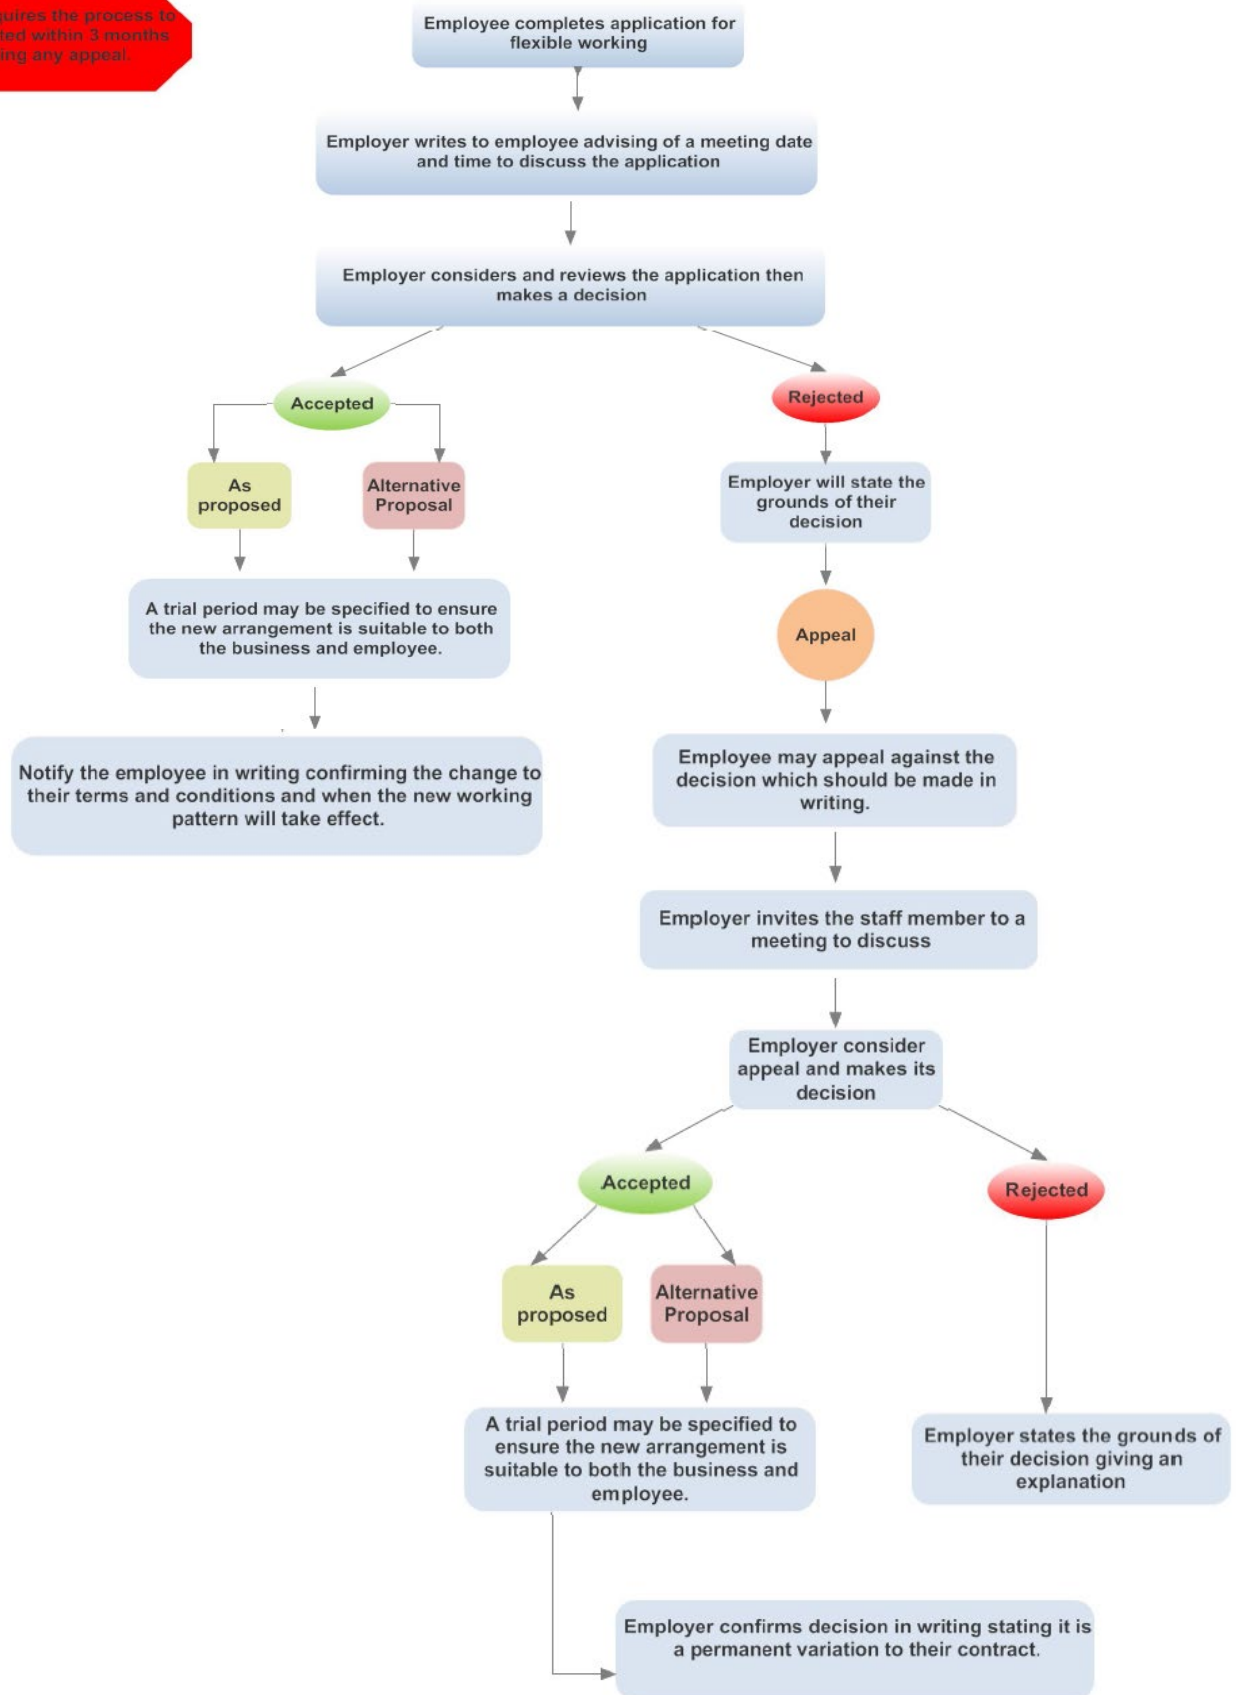 the process to
within 3 months
any appeal.
Employee completes application for
flexible working
Employer writes to employee advising of a meeting date
and time to discuss the application
Employer considers and reviews the application then
makes a decision
Accepted
Rejected
As
proposed
Alternative
Proposal
Employer will state the
grounds of their
decision
A trial period may be specified to ensure
the new arrangement is suitable to both
the business and employee.
Appeal
Notify the employee in writing confirming the change to
their terms and conditions and when the new working
pattern will take effect.
Employee may appeal against the
decision which should be made in
writing.
Employer invites the staff member to a
meeting to discuss
Employer consider
appeal and makes its
decision
Accepted
Rejected
As
proposed
Alternative
Proposal
A trial period may be specified to
ensure the new arrangement is
suitable to both the business and
employee.
Employer states the grounds of
their decision giving an
explanation
Employer confirms decision in writing stating it is
a permanent variation to their contract.